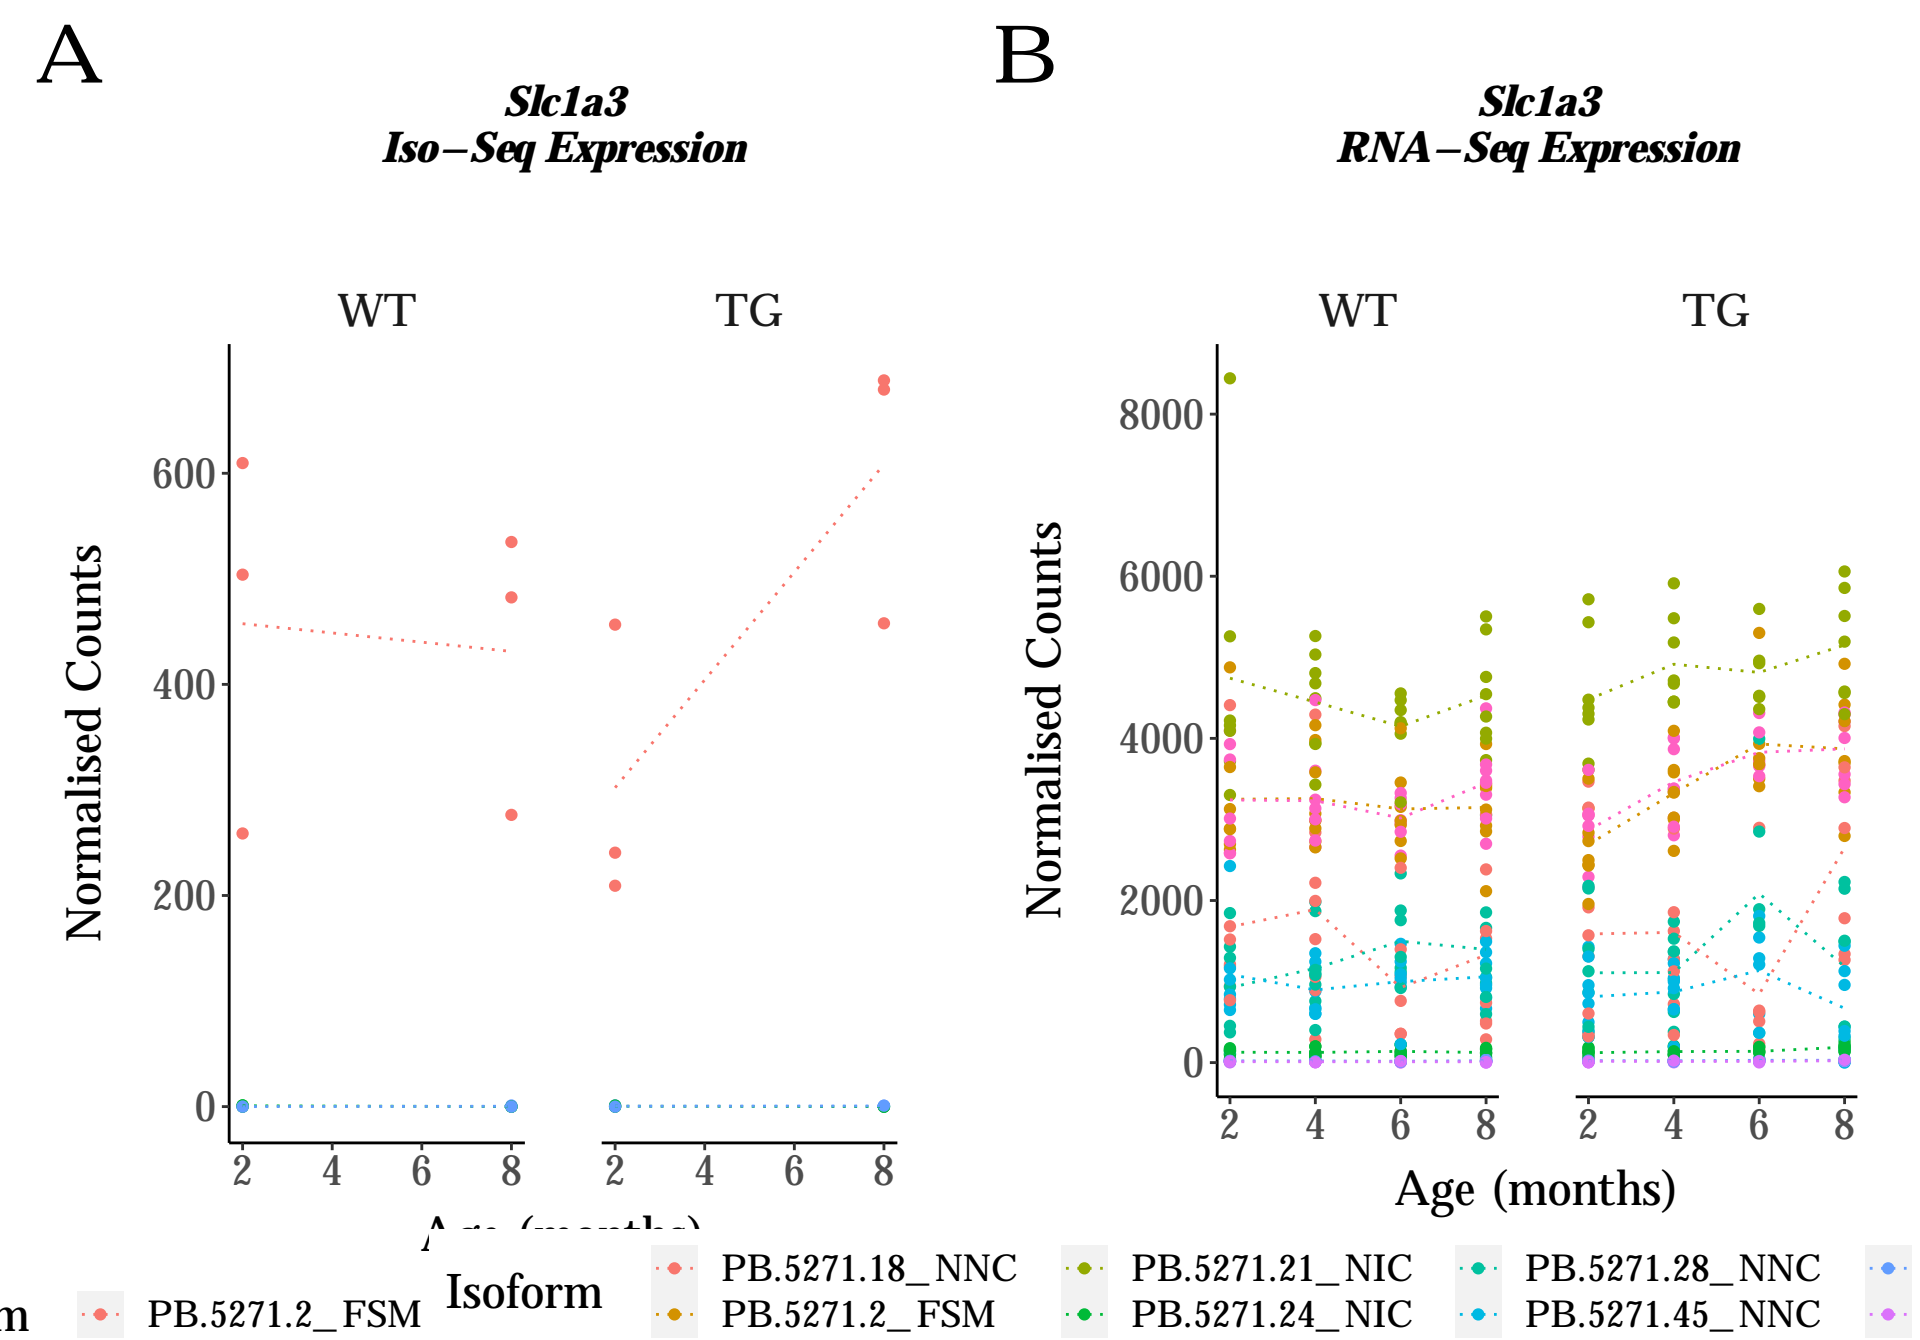 A
Slc1a3
Iso–Seq Expression
WT
TG
600
400
200
0
Normalised Counts
2 4 6 8
2 4 6 8
Age (months)
B
Slc1a3
RNA–Seq Expression
WT
TG
8000
6000
4000
2000
0
Normalised Counts
2 4 6 8
2 4 6 8
Age (months)
m
PB.5271.2_FSM
Isoform
PB.5271.18_NNC
PB.5271.21_NIC
PB.5271.28_NNC
PB.5271.2_FSM
PB.5271.24_NIC
PB.5271.45_NNC